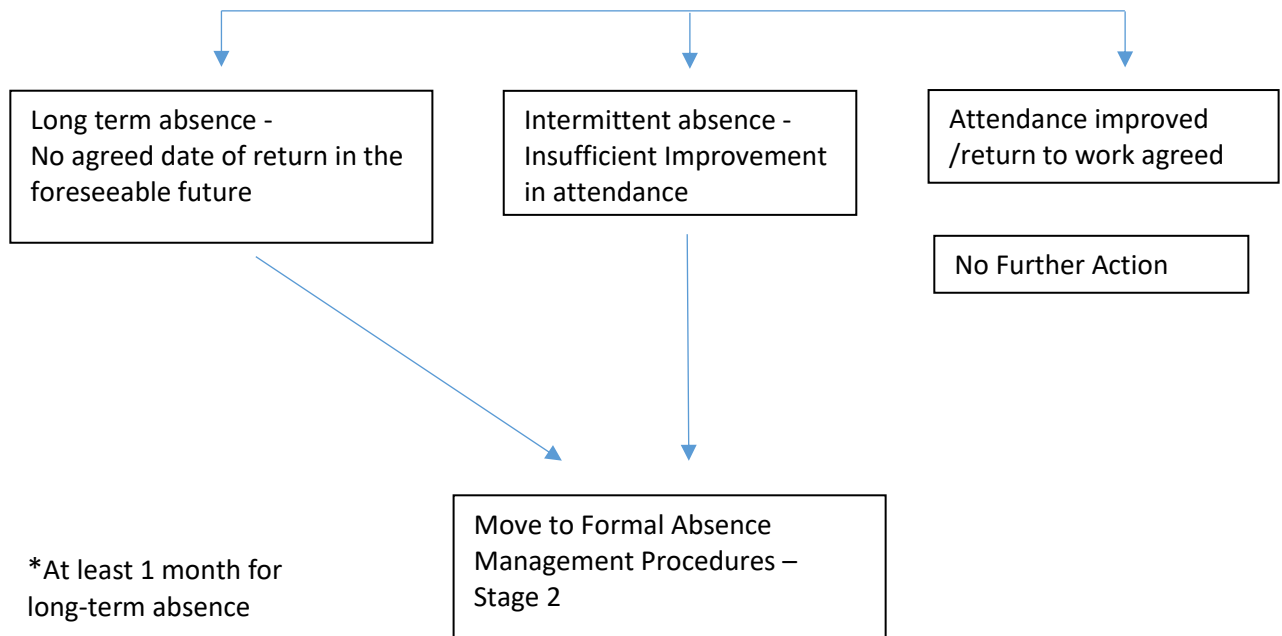 Long term absence -
No agreed date of return in the
foreseeable future
Intermittent absence -
Insufficient Improvement
in attendance
Attendance improved
/return to work agreed
No Further Action
Move to Formal Absence
Management Procedures –
Stage 2
*At least 1 month for
long-term absence